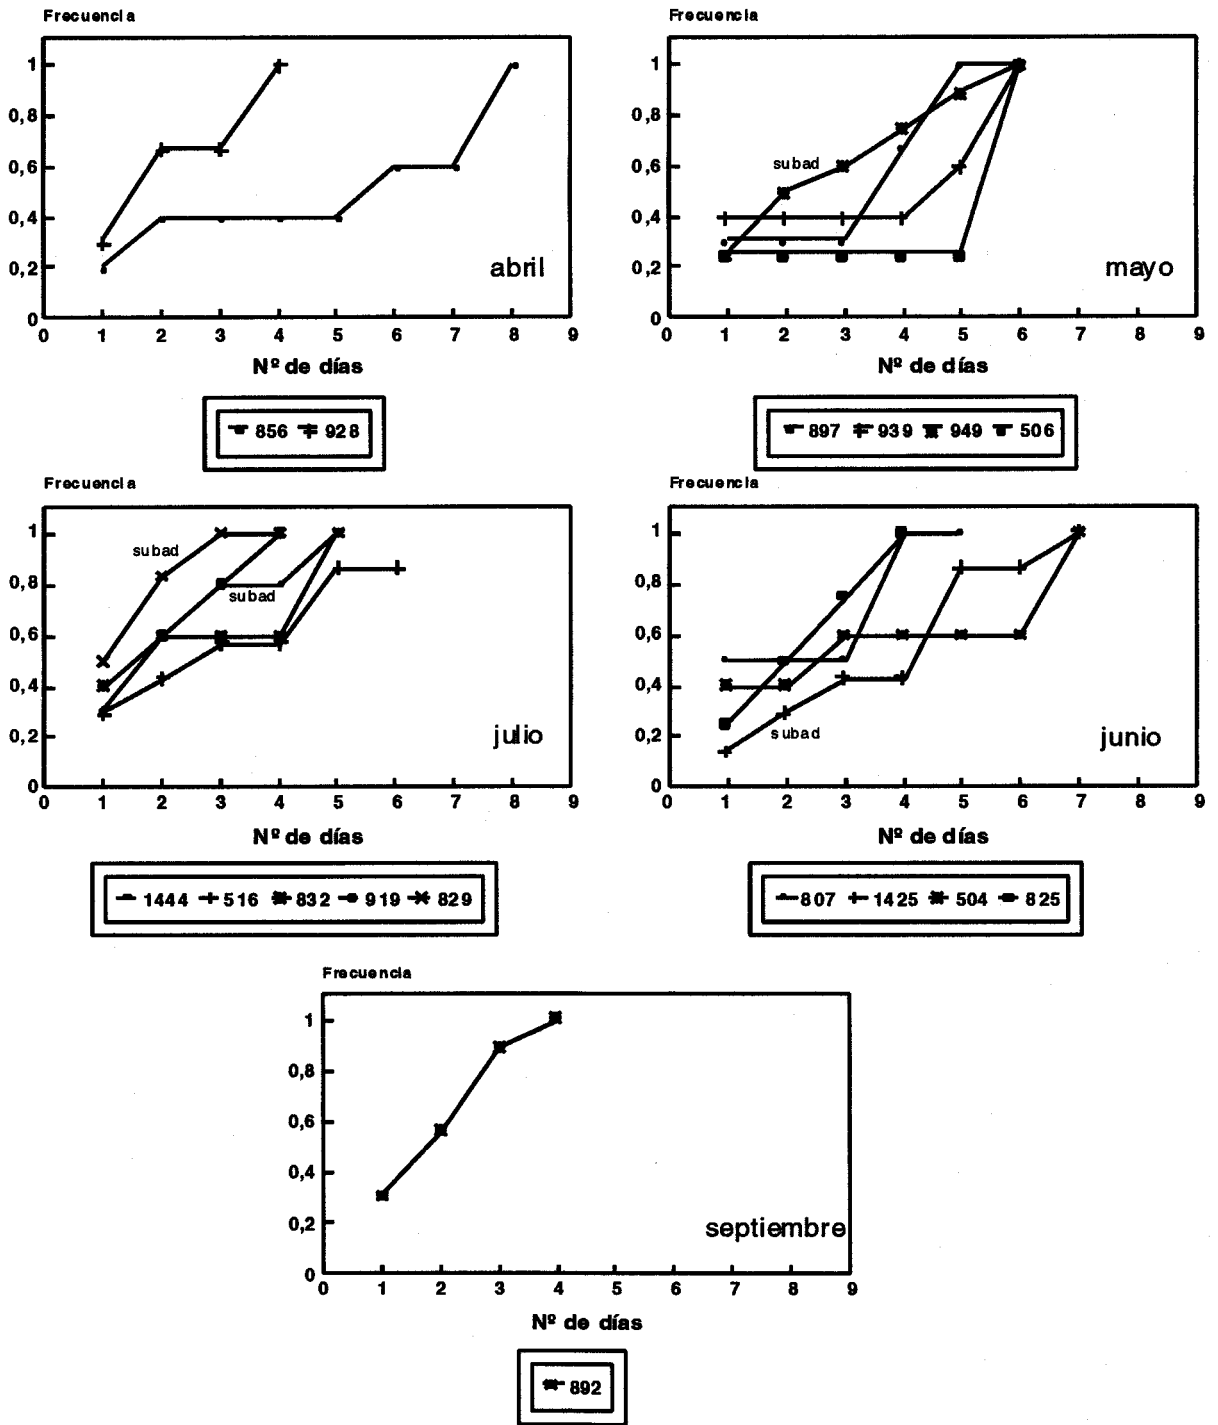 Frecuencia
1
0,8
0,6
0,4
0,2
0
0 1 2 3 4 5 6 7 8 9
abril
Nº de días
856 928
Frecuencia
1
0,8
0,6
0,4
0,2
0
subad
0 1 2 3 4 5 6 7 8 9
mayo
Nº de días
897 939 949 506
Frecuencia
1
0,8
0,6
0,4
0,2
0
subad
subad
julio
0 1 2 3 4 5 6 7 8 9
Nº de días
1444 516 832 919 829
Frecuencia
1
0,8
0,6
0,4
0,2
0
subad
junio
0 1 2 3 4 5 6 7 8 9
Nº de días
807 1425 504 825
Frecuencia
1
0,8
0,6
0,4
0,2
0
septiembre
0 1 2 3 4 5 6 7 8 9
Nº de días
892